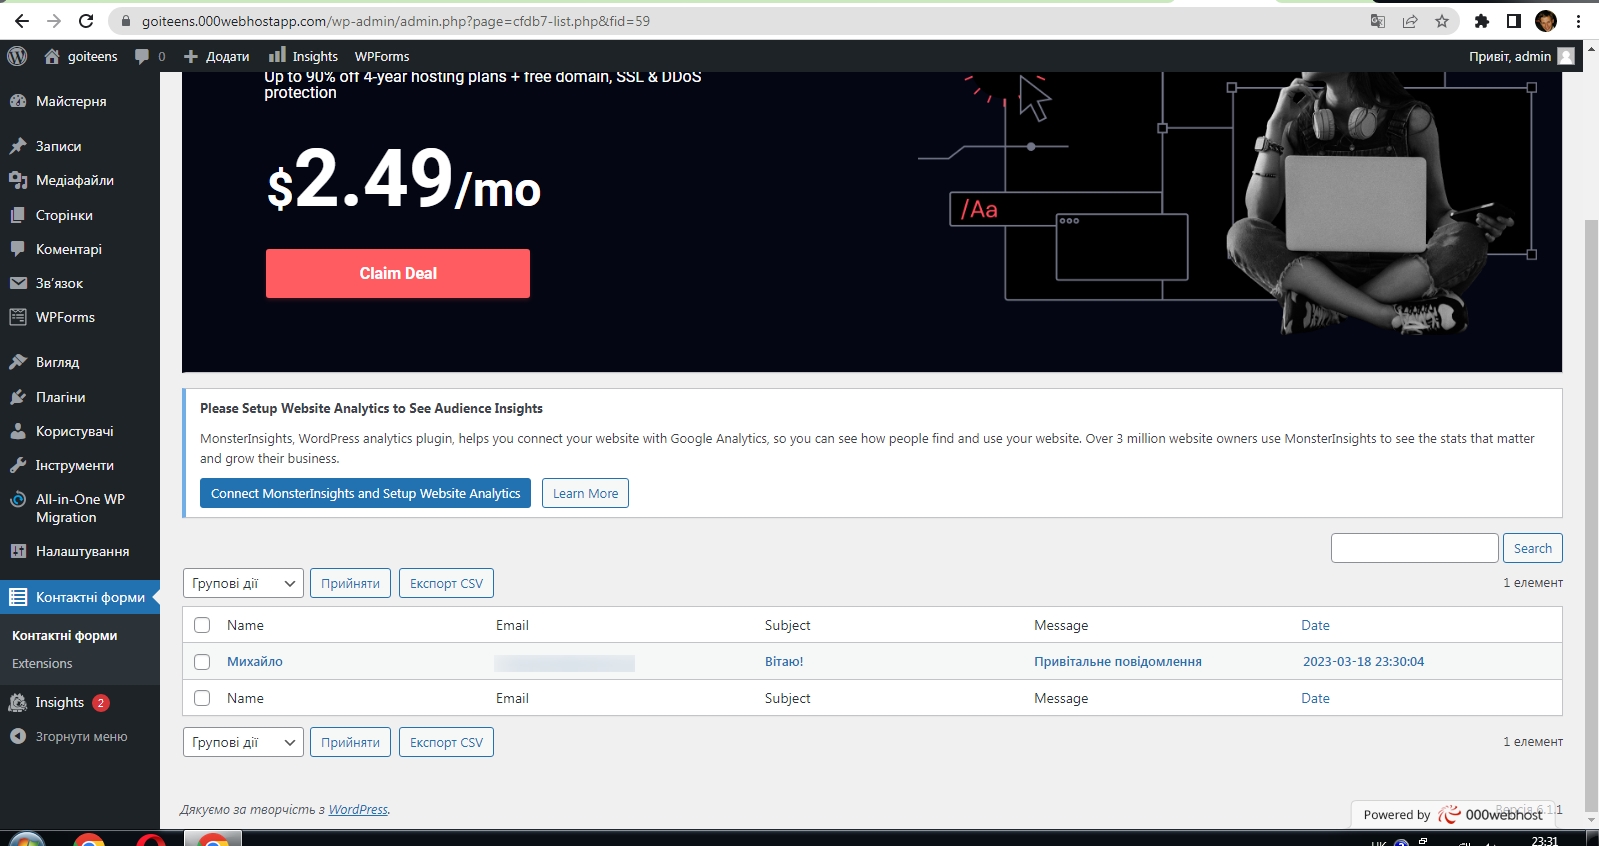 goiteens.000webhostapp.com/wp-admin/admin.php?page=cfdb7-list.php&fid=59
goiteens 0 Додати Insights WPForms Привіт, admin
Майстерня
Записи
Медіафайли
Сторінки
Коментарі
Зв’язок
WPForms
Вигляд
Плагіни
Користувачі
Інструменти
All-in-One WP
Migration
Налаштування
Контактні форми
Контактні форми
Extensions
Insights 2
Згорнути меню
Up to 90% off 4-year hosting plans + free domain, SSL & DDoS
protection
$2.49/mo
Claim Deal
/Aa
Please Setup Website Analytics to See Audience Insights
MonsterInsights, WordPress analytics plugin, helps you connect your website with Google Analytics, so you can see how people find and use your website. Over 3 million website owners use MonsterInsights to see the stats that matter
and grow their business.
Connect MonsterInsights and Setup Website Analytics Learn More
Search
Групові дії Прийняти Експорт CSV 1 елемент
Name Email Subject Message Date
Михайло Вітаю! Привітальне повідомлення 2023-03-18 23:30:04
Name Email Subject Message Date
Групові дії Прийняти Експорт CSV 1 елемент
Дякуємо за творчість з WordPress. Версія 6.1.1
Powered by 000webhost
23:31